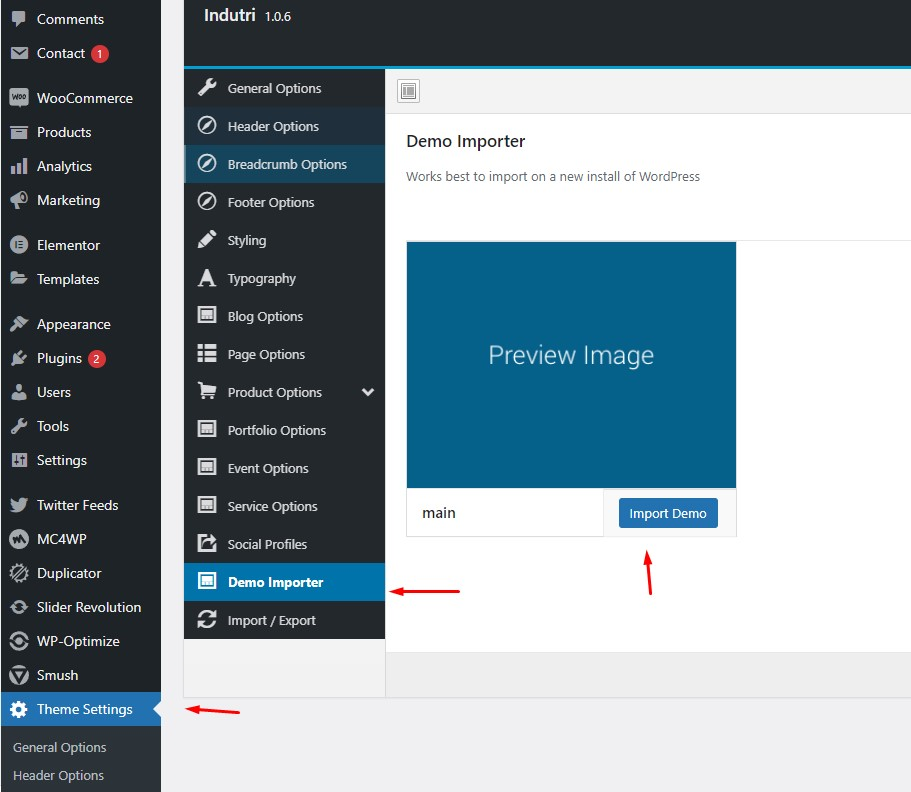 Comments
Contact 1
WooCommerce
Products
Analytics
Marketing
Elementor
Templates
Appearance
Plugins 2
Users
Tools
Settings
Twitter Feeds
MC4WP
Duplicator
Slider Revolution
WP-Optimize
Smush
Theme Settings
General Options
Header Options
Indutri 1.0.6
General Options
Header Options
Breadcrumb Options
Footer Options
Styling
Typography
Blog Options
Page Options
Product Options
Portfolio Options
Event Options
Service Options
Social Profiles
Demo Importer
Import / Export
Demo Importer
Works best to import on a new install of WordPress
Preview Image
main
Import Demo